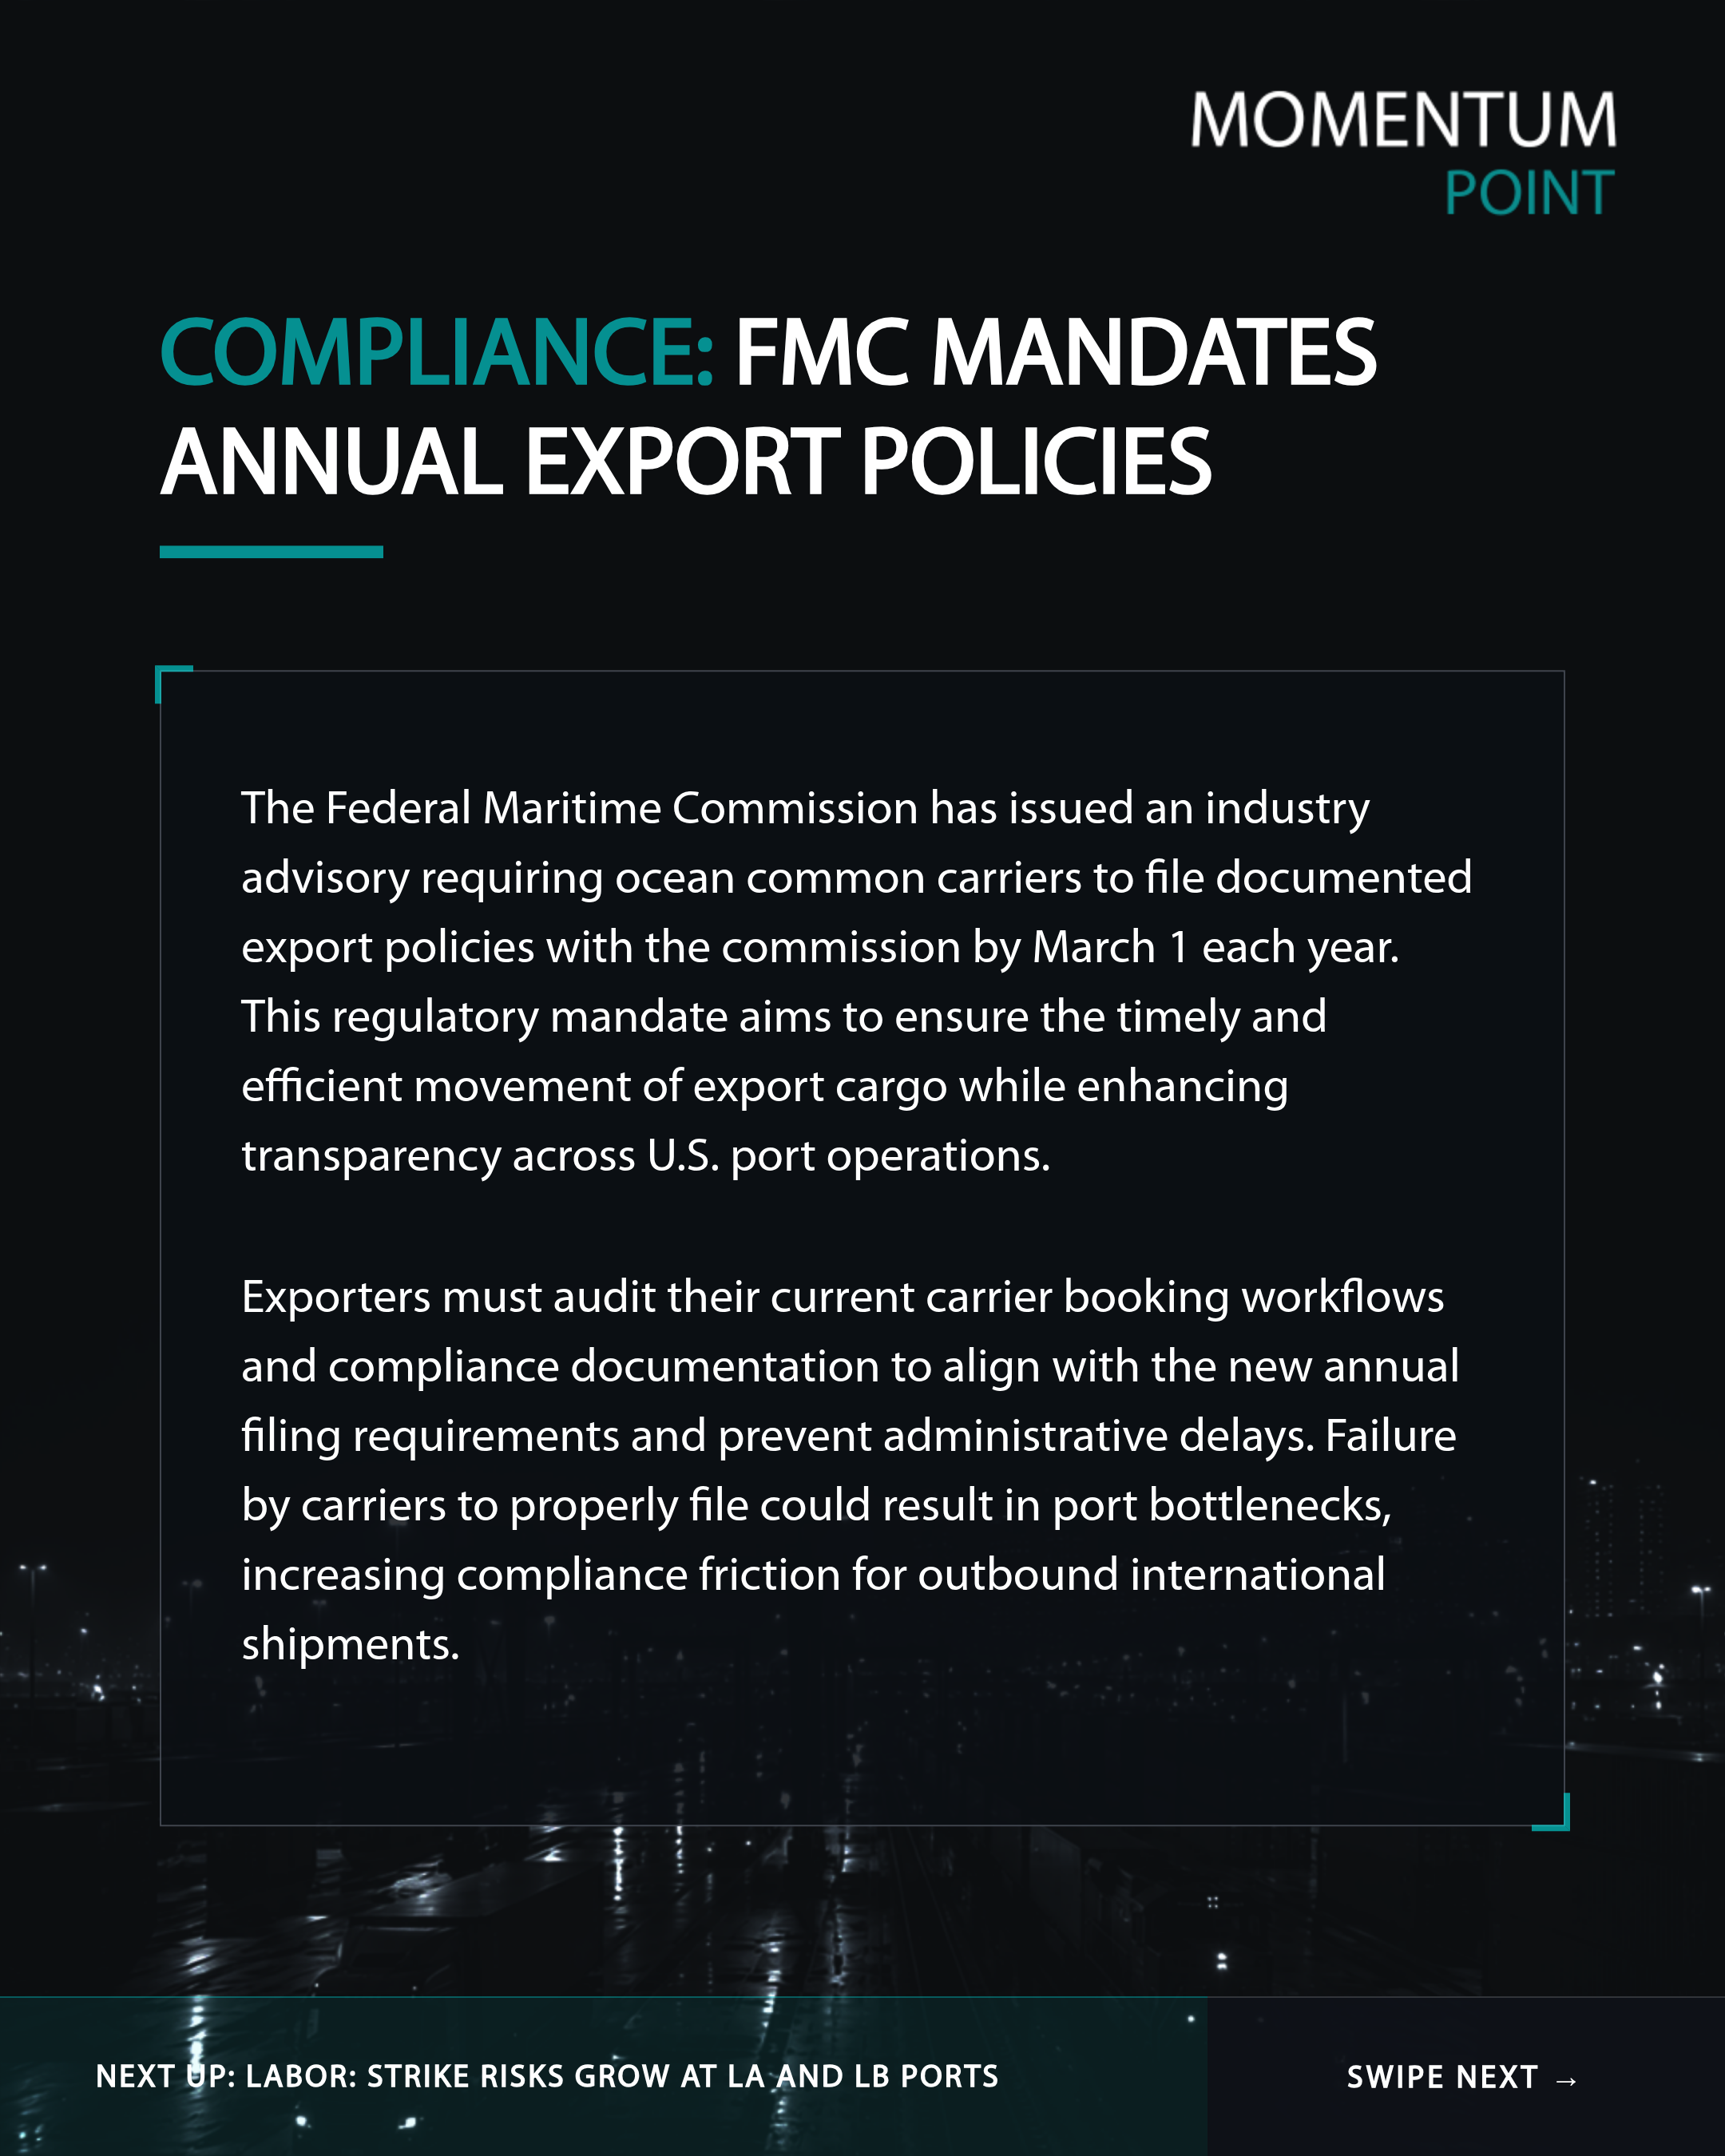 MOMENTUM
POINT
COMPLIANCE: FMC MANDATES
ANNUAL EXPORT POLICIES
The Federal Maritime Commission has issued an industry
advisory requiring ocean common carriers to file documented
export policies with the commission by March 1 each year.
This regulatory mandate aims to ensure the timely and
efficient movement of export cargo while enhancing
transparency across U.S. port operations.
Exporters must audit their current carrier booking workflows
and compliance documentation to align with the new annual
filing requirements and prevent administrative delays. Failure
by carriers to properly file could result in port bottlenecks,
increasing compliance friction for outbound international
shipments.
NEXT UP: LABOR: STRIKE RISKS GROW AT LA AND LB PORTS
SWIPE NEXT →